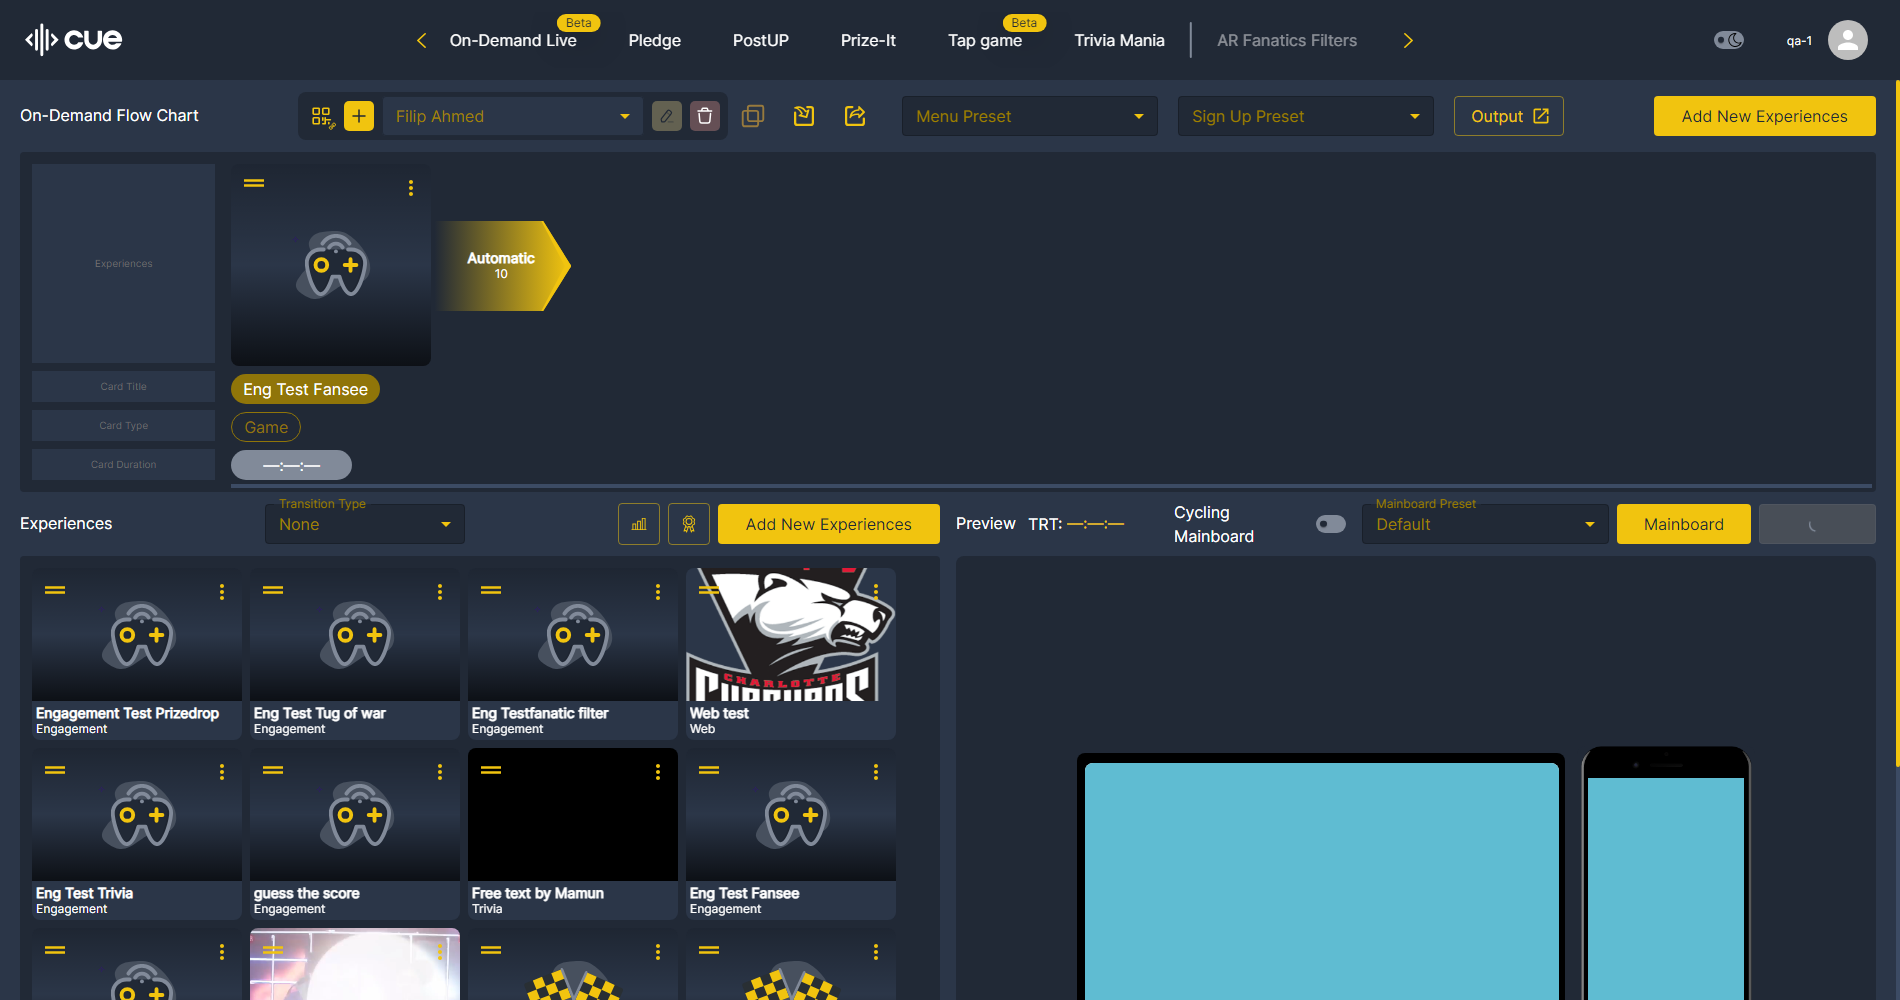 cue
On-Demand Live
Beta
Pledge
PostUP
Prize-It
Tap game
Beta
Trivia Mania
AR Fanatics Filters
qa-1
On-Demand Flow Chart
Filip Ahmed
Menu Preset
Sign Up Preset
Output
Add New Experiences
Experiences
Automatic
10
Card Title
Eng Test Fansee
Card Type
Game
Card Duration
—:—:—
Experiences
Transition Type
None
Add New Experiences
Preview
TRT: —:—:—
Cycling
Mainboard
Mainboard Preset
Default
Mainboard
Engagement Test Prizedrop
Engagement
Eng Test Tug of war
Engagement
Eng Testfanatic filter
Engagement
CHARLOTTE
Web test
Web
Eng Test Trivia
Engagement
guess the score
Engagement
Free text by Mamun
Trivia
Eng Test Fansee
Engagement